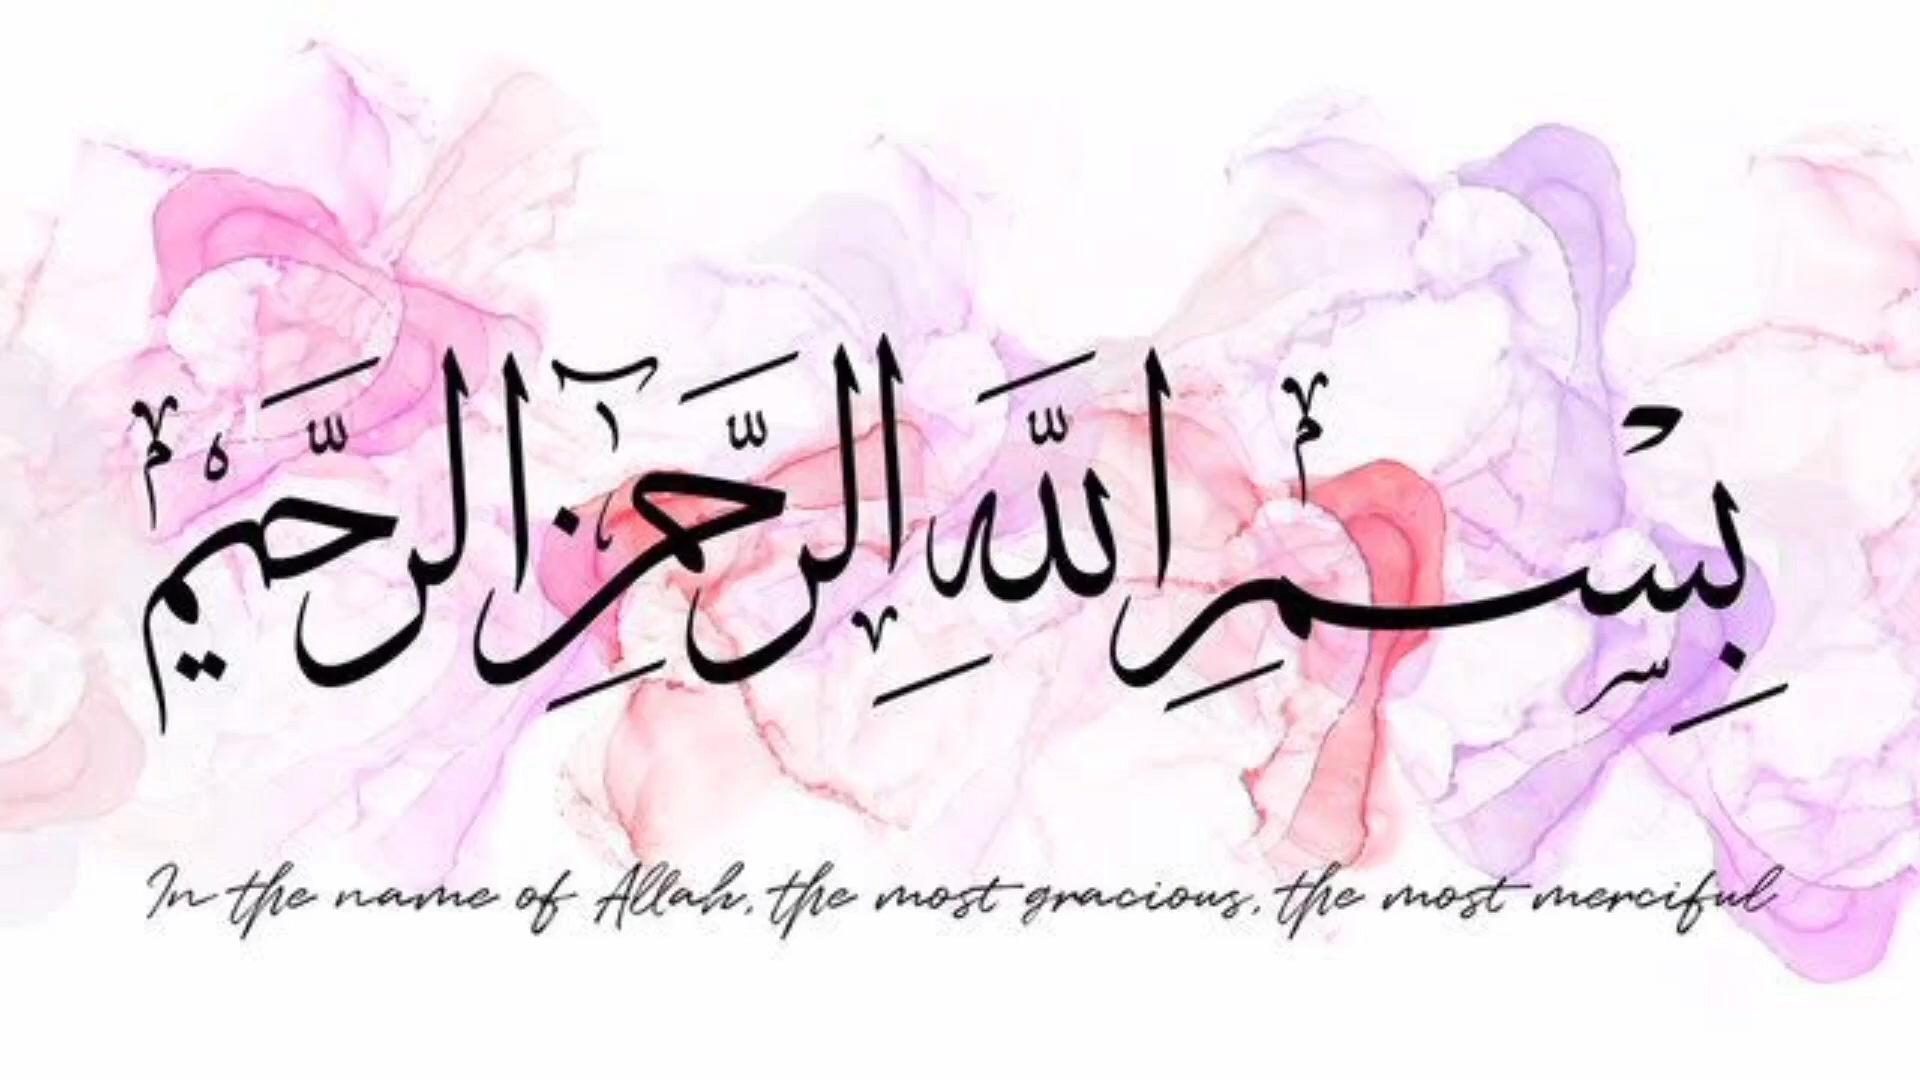 بِسْمِ اللَّهِ الرَّحْمَٰنِ الرَّحِيم
In the name of Allah, the most gracious, the most merciful